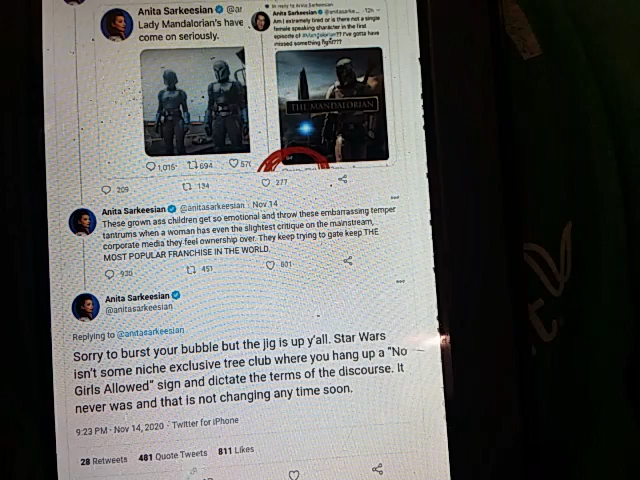 Anita Sarkeesian @ar
Lady Mandalorian's have
come on seriously.
In reply to Anita Sarkeesian
Anita Sarkeesian @anitasarke... · 12h
Am I extremely tired or is there not a single
female speaking character in the first
episode of #Mandalorian?? I've gotta have
missed something right???
THE MANDALORIAN
1,015 694 57
209 134 277
Anita Sarkeesian @anitasarkeesian · Nov 14
These grown ass children get so emotional and throw these embarrassing temper
tantrums when a woman has even the slightest critique on the mainstream,
corporate media they feel ownership over. They keep trying to gate keep THE
MOST POPULAR FRANCHISE IN THE WORLD.
930 451 801
Anita Sarkeesian
@anitasarkeesian
Replying to @anitasarkeesian
Sorry to burst your bubble but the jig is up y'all. Star Wars
isn't some niche exclusive tree club where you hang up a "No
Girls Allowed" sign and dictate the terms of the discourse. It
never was and that is not changing any time soon.
9:23 PM · Nov 14, 2020 · Twitter for iPhone
28 Retweets 481 Quote Tweets 811 Likes